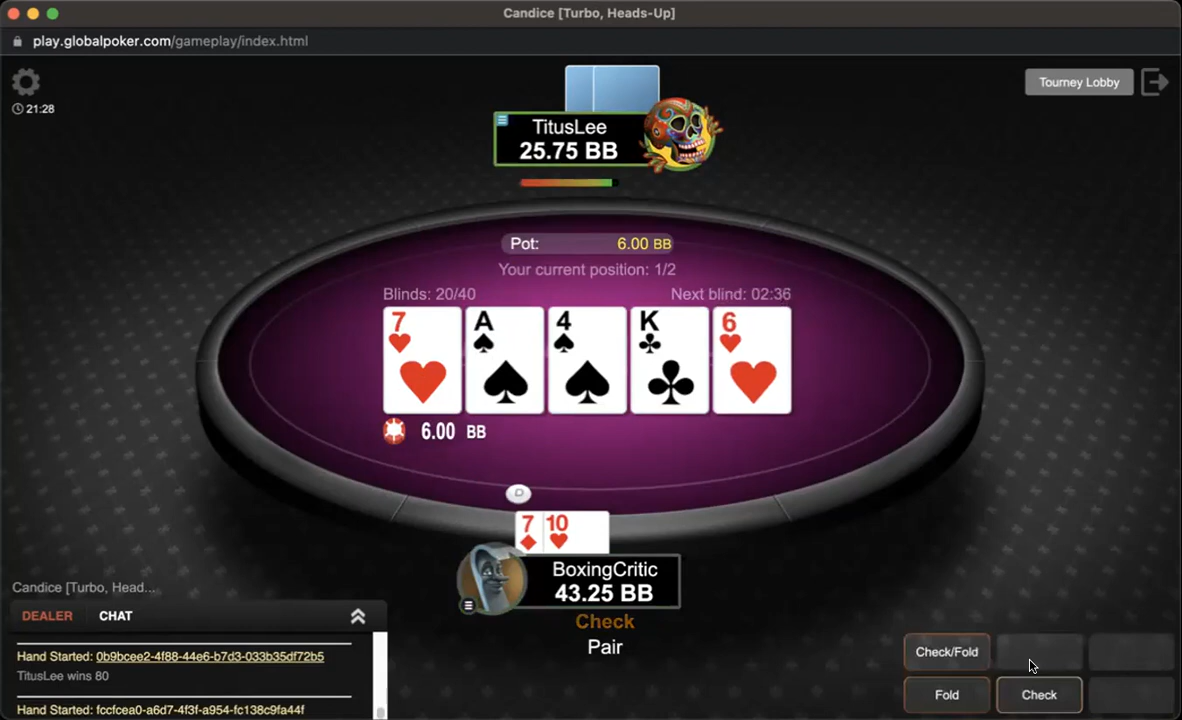 Candice [Turbo, Heads-Up]
play.globalpoker.com/gameplay/index.html
Tourney Lobby
21:28
TitusLee
25.75 BB
Pot: 6.00 BB
Your current position: 1/2
Blinds: 20/40 Next blind: 02:36
7 A 4 K 6
6.00 BB
D
7 10
BoxingCritic
43.25 BB
Check
Pair
Candice [Turbo, Head...
DEALER CHAT
Hand Started: 0b9bcee2-4f88-44e6-b7d3-033b35df72b5
TitusLee wins 80
Hand Started: fccfcea0-a6d7-4f3f-a954-fc138c9fa44f
Check/Fold
Fold Check